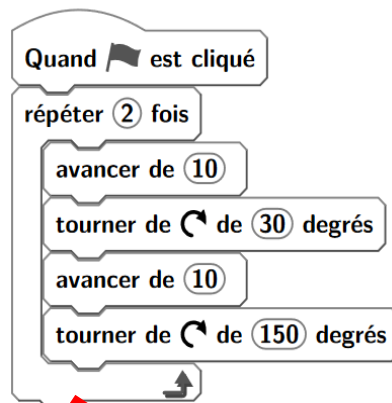 Quand est cliqué
répéter 2 fois
avancer de 10
tourner de de 30 degrés
avancer de 10
tourner de de 150 degrés